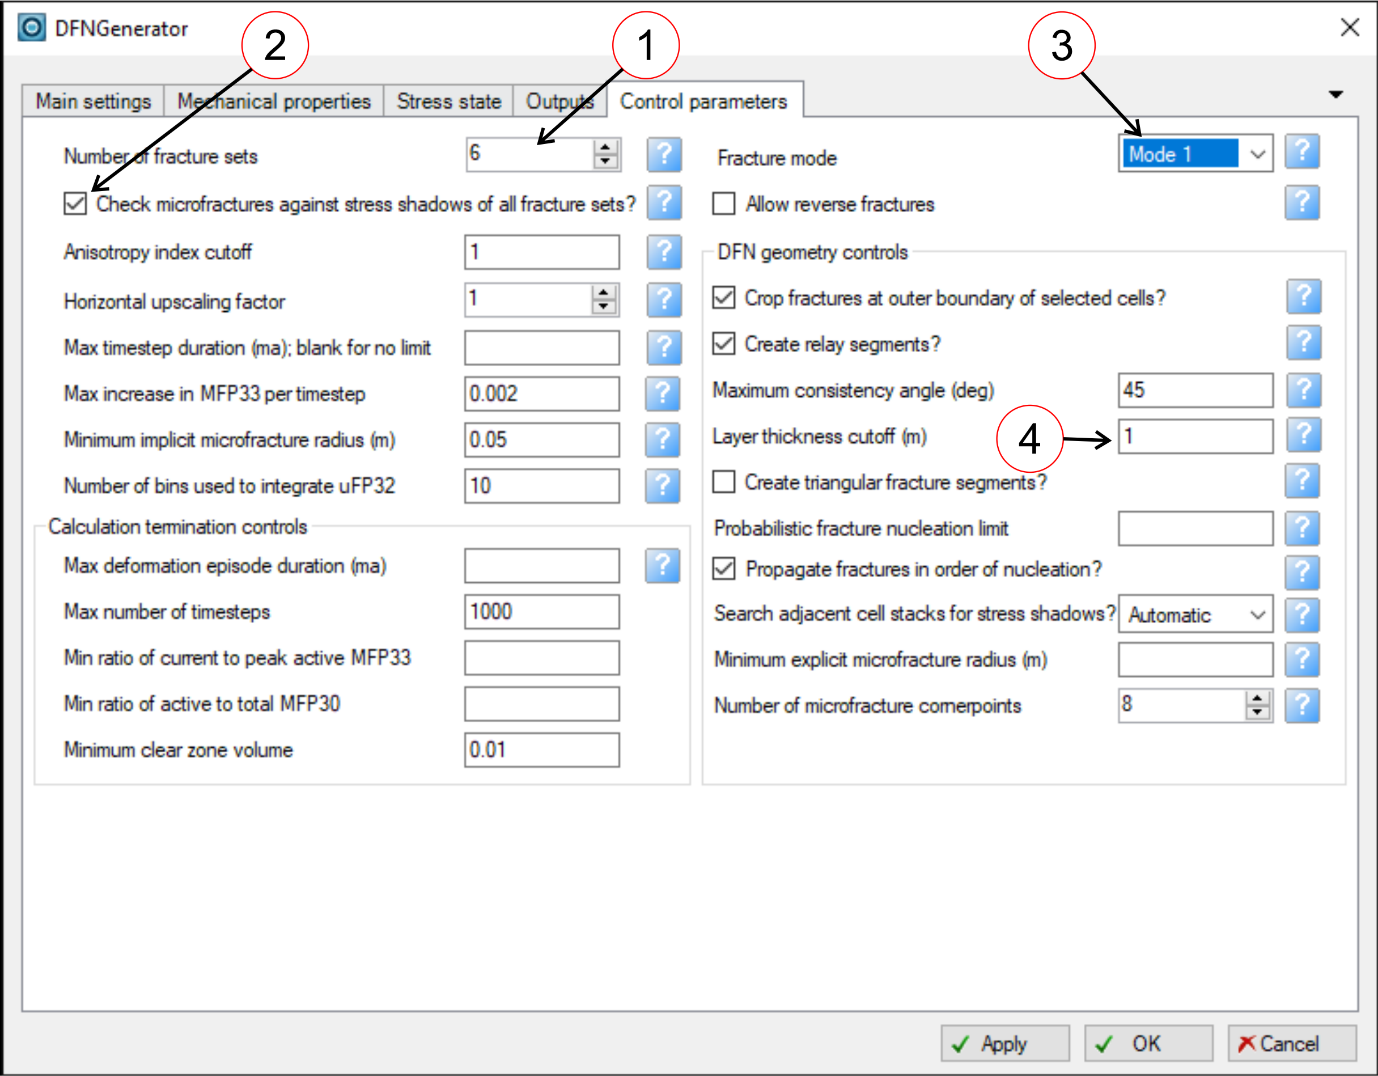 DFNGenerator
2
1
3
Main settings
Mechanical properties
Stress state
Outputs
Control parameters
Number of fracture sets
6
?
Check microfractures against stress shadows of all fracture sets?
?
Anisotropy index cutoff
1
?
Horizontal upscaling factor
1
?
Max timestep duration (ma); blank for no limit
?
Max increase in MFP33 per timestep
0.002
?
Minimum implicit microfracture radius (m)
0.05
?
Number of bins used to integrate uFP32
10
?
Calculation termination controls
Max deformation episode duration (ma)
?
Max number of timesteps
1000
Min ratio of current to peak active MFP33
Min ratio of active to total MFP30
Minimum clear zone volume
0.01
Fracture mode
Mode 1
?
Allow reverse fractures
?
DFN geometry controls
Crop fractures at outer boundary of selected cells?
?
Create relay segments?
?
Maximum consistency angle (deg)
45
?
Layer thickness cutoff (m)
4
1
?
Create triangular fracture segments?
?
Probabilistic fracture nucleation limit
?
Propagate fractures in order of nucleation?
?
Search adjacent cell stacks for stress shadows?
Automatic
?
Minimum explicit microfracture radius (m)
?
Number of microfracture cornerpoints
8
?
Apply
OK
Cancel